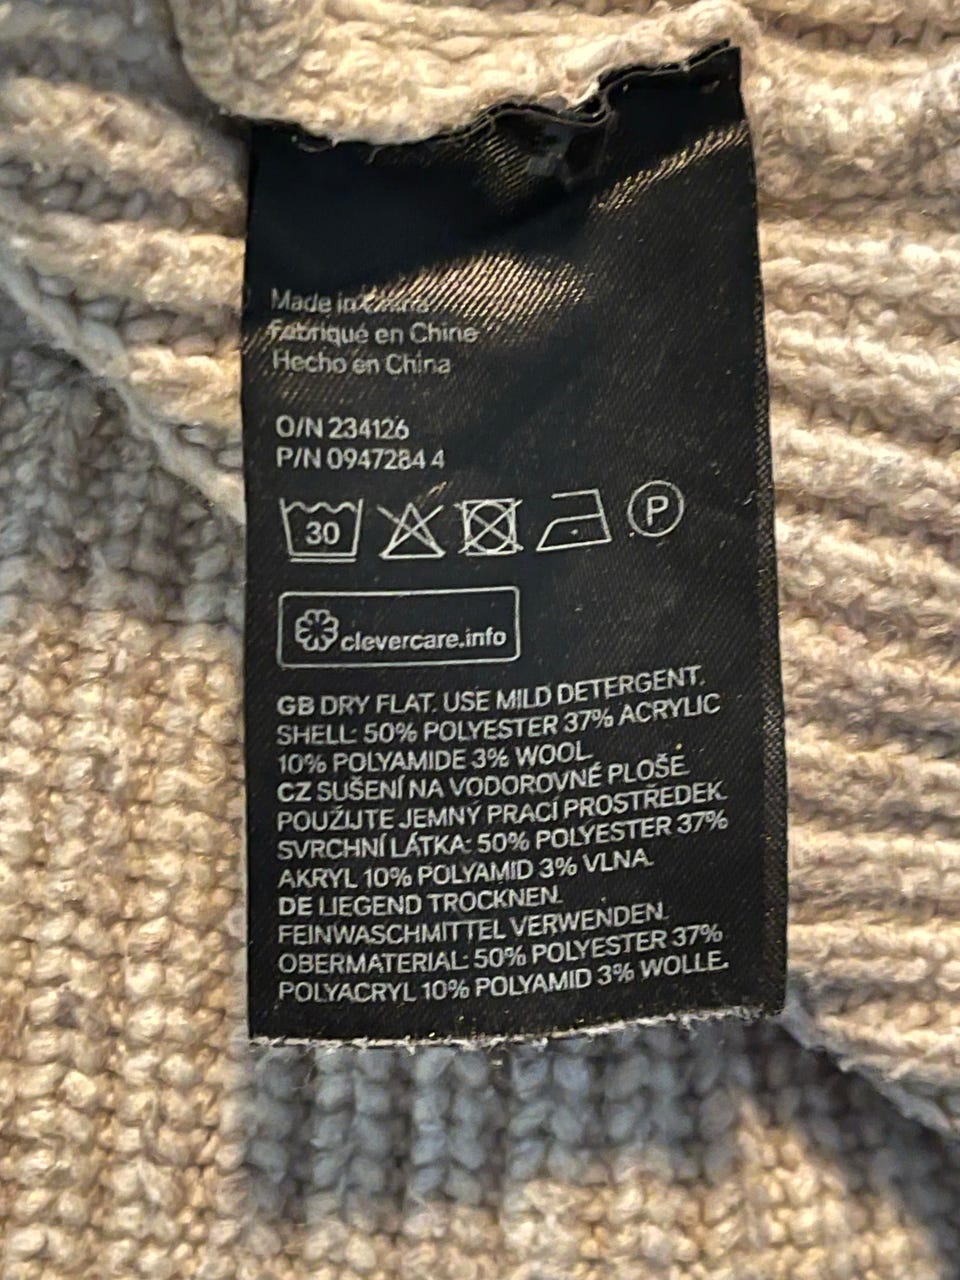 Made in China
Fabriqué en Chine
Hecho en China
O/N 234126
P/N 0947284 4
30 P
clevercare.info
GB DRY FLAT. USE MILD DETERGENT.
SHELL: 50% POLYESTER 37% ACRYLIC
10% POLYAMIDE 3% WOOL.
CZ SUŠENÍ NA VODOROVNÉ PLOŠE.
POUŽIJTE JEMNÝ PRACÍ PROSTŘEDEK.
SVRCHNÍ LÁTKA: 50% POLYESTER 37%
AKRYL 10% POLYAMID 3% VLNA.
DE LIEGEND TROCKNEN.
FEINWASCHMITTEL VERWENDEN.
OBERMATERIAL: 50% POLYESTER 37%
POLYACRYL 10% POLYAMID 3% WOLLE.